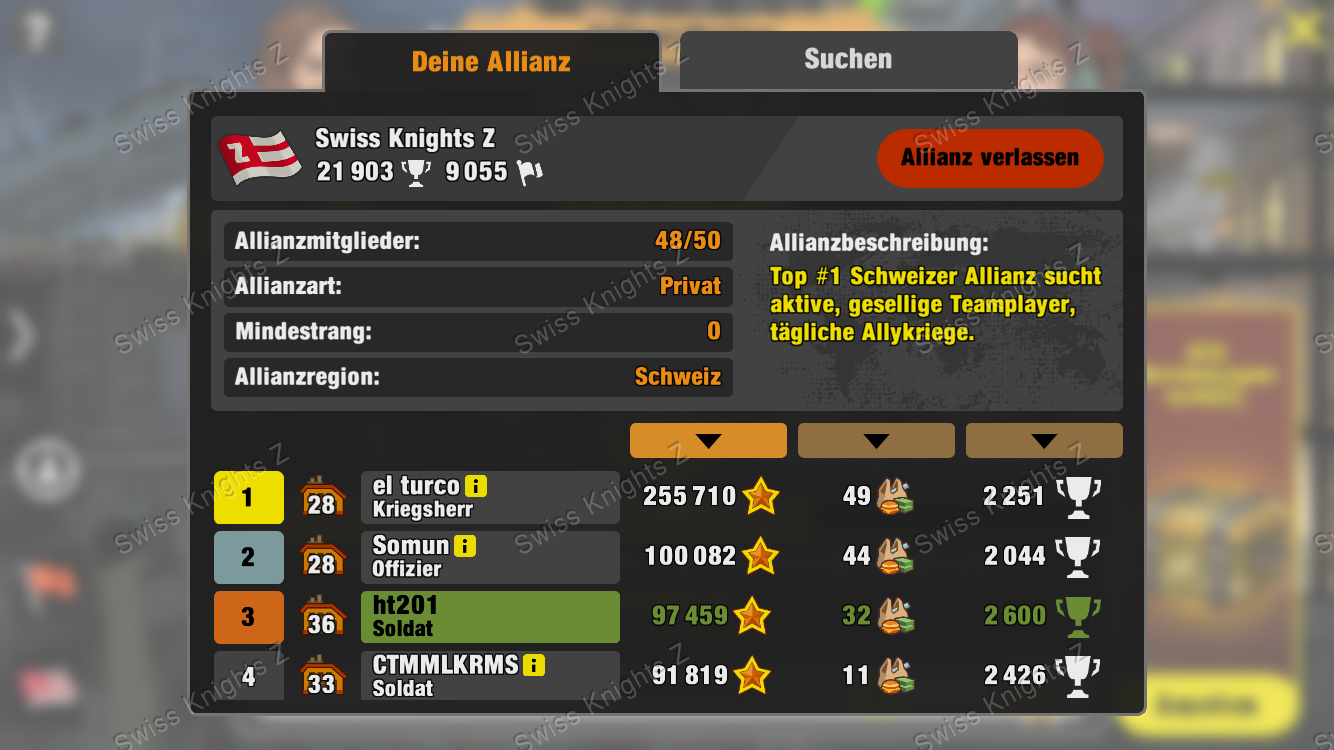 ?
Deine Allianz
Suchen
Swiss Knights Z
21 903 9 055
Allianz verlassen
Allianzmitglieder: 48/50
Allianzart: Privat
Mindestrang: 0
Allianzregion: Schweiz
Allianzbeschreibung:
Top #1 Schweizer Allianz sucht
aktive, gesellige Teamplayer,
tägliche Allykriege.
1 28 el turco i 255 710 49 2 251
Kriegsherr
2 28 Somun i 100 082 44 2 044
Offizier
3 36 ht201 97 459 32 2 600
Soldat
4 33 CTMMLKRMS i 91 819 11 2 426
Soldat
Swiss Knights Z